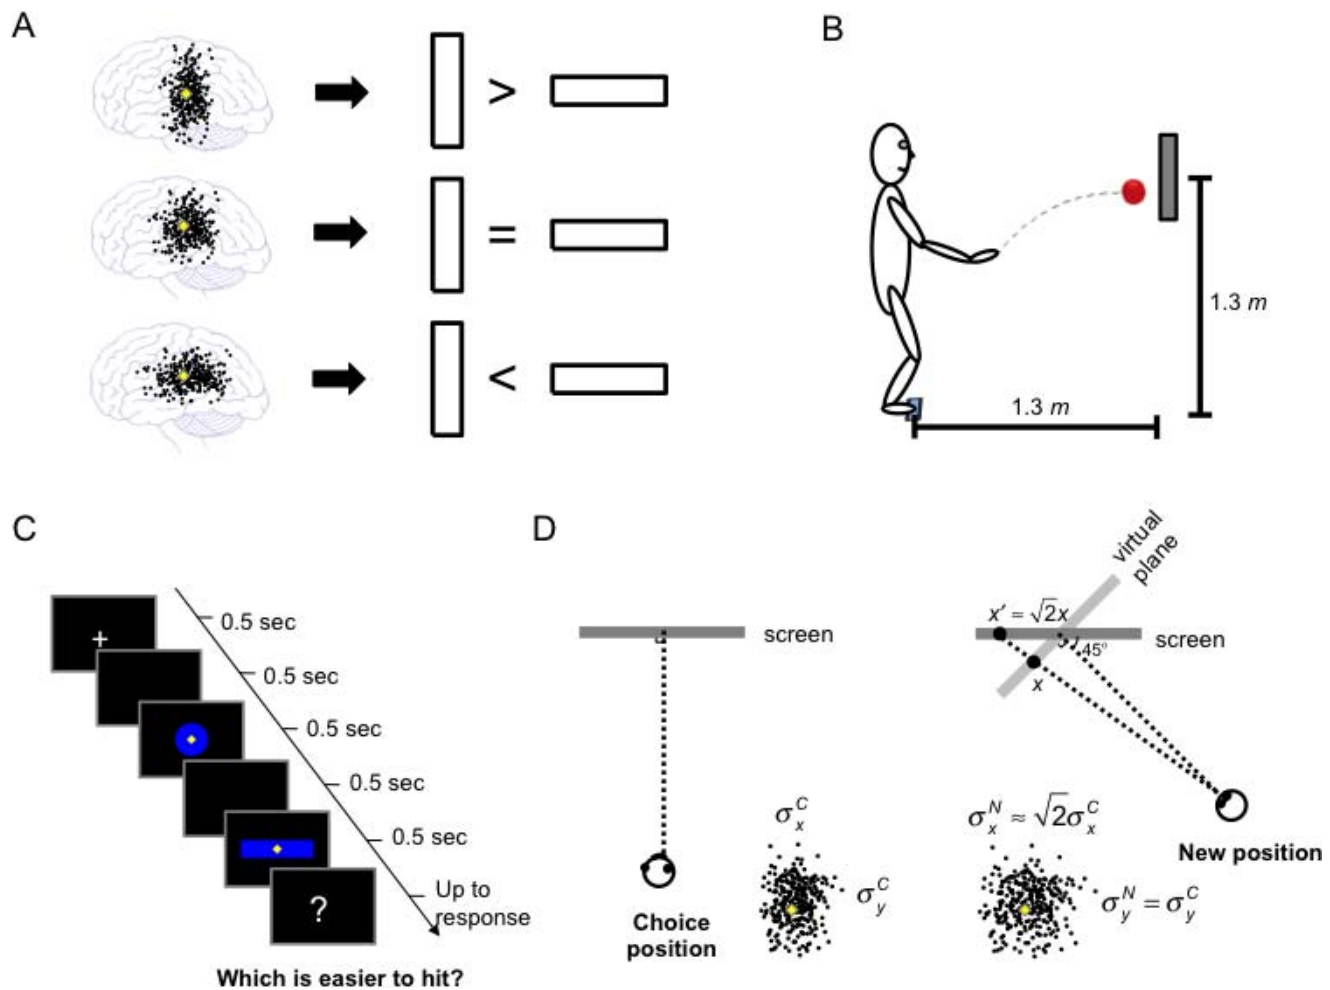 A
>
=
<
B
1.3 m
1.3 m
C
+
0.5 sec
0.5 sec
0.5 sec
0.5 sec
0.5 sec
?
Up to
response
Which is easier to hit?
D
screen
Choice
position
σ_x^C
σ_y^C
virtual
plane
x' = √2x
45°
screen
x
New position
σ_x^N ≈ √2σ_x^C
σ_y^N = σ_y^C